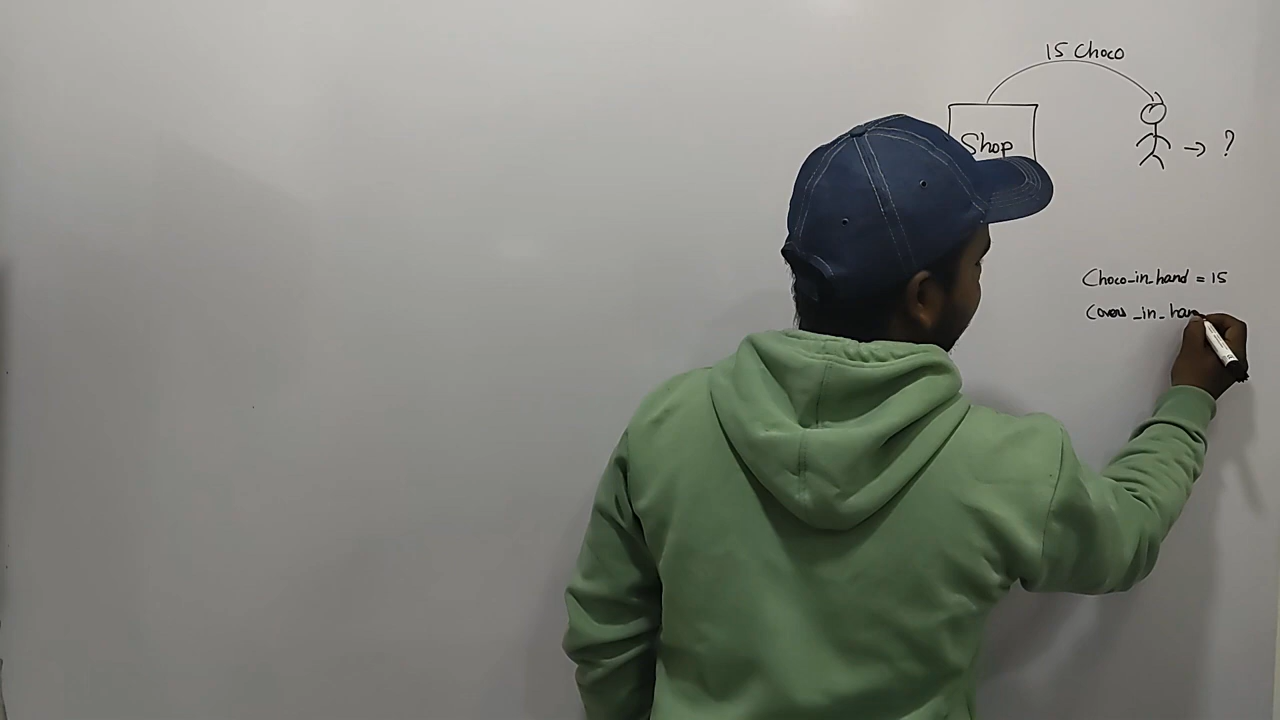 15 Choco
Shop
→ ?
Choco_in_hand = 15
Covers_in_han